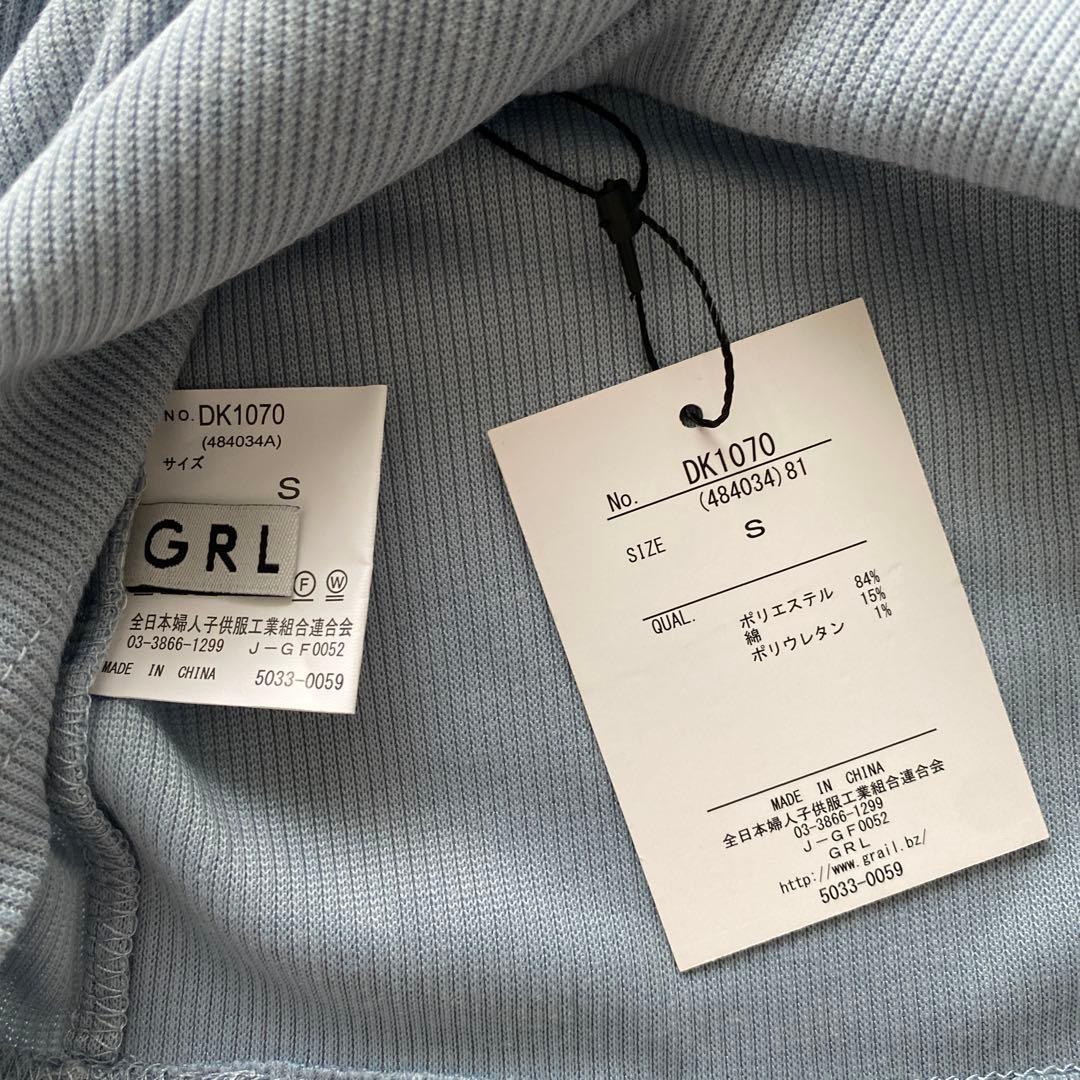 NO. DK1070
(484034A)
サイズ
S
GRL
F W
全日本婦人子供服工業組合連合会
03-3866-1299 J-GF0052
MADE IN CHINA 5033-0059
No. DK1070
(484034)81
SIZE S
QUAL. ポリエステル 84%
綿 15%
ポリウレタン 1%
MADE IN CHINA
全日本婦人子供服工業組合連合会
03-3866-1299
J-GF0052
GRL
http://www.grail.bz/
5033-0059